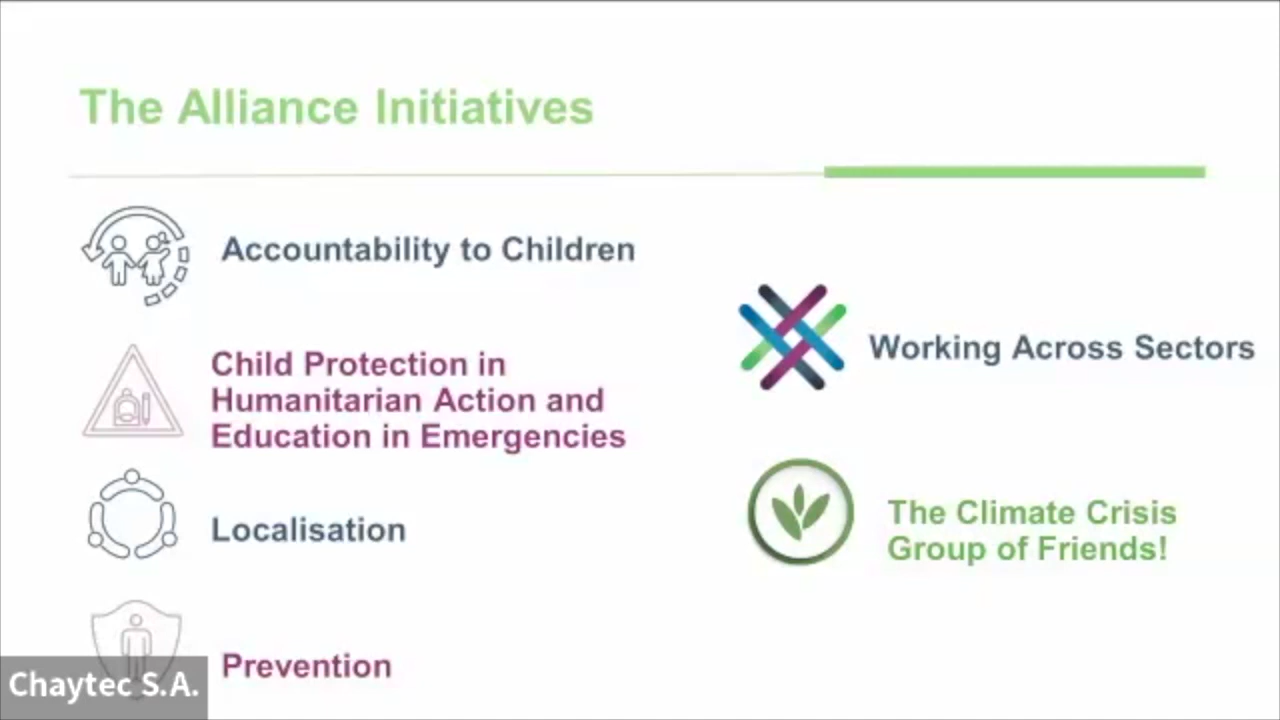 The Alliance Initiatives
Accountability to Children
Child Protection in
Humanitarian Action and
Education in Emergencies
Localisation
Prevention
Working Across Sectors
The Climate Crisis
Group of Friends!
Chaytec S.A.